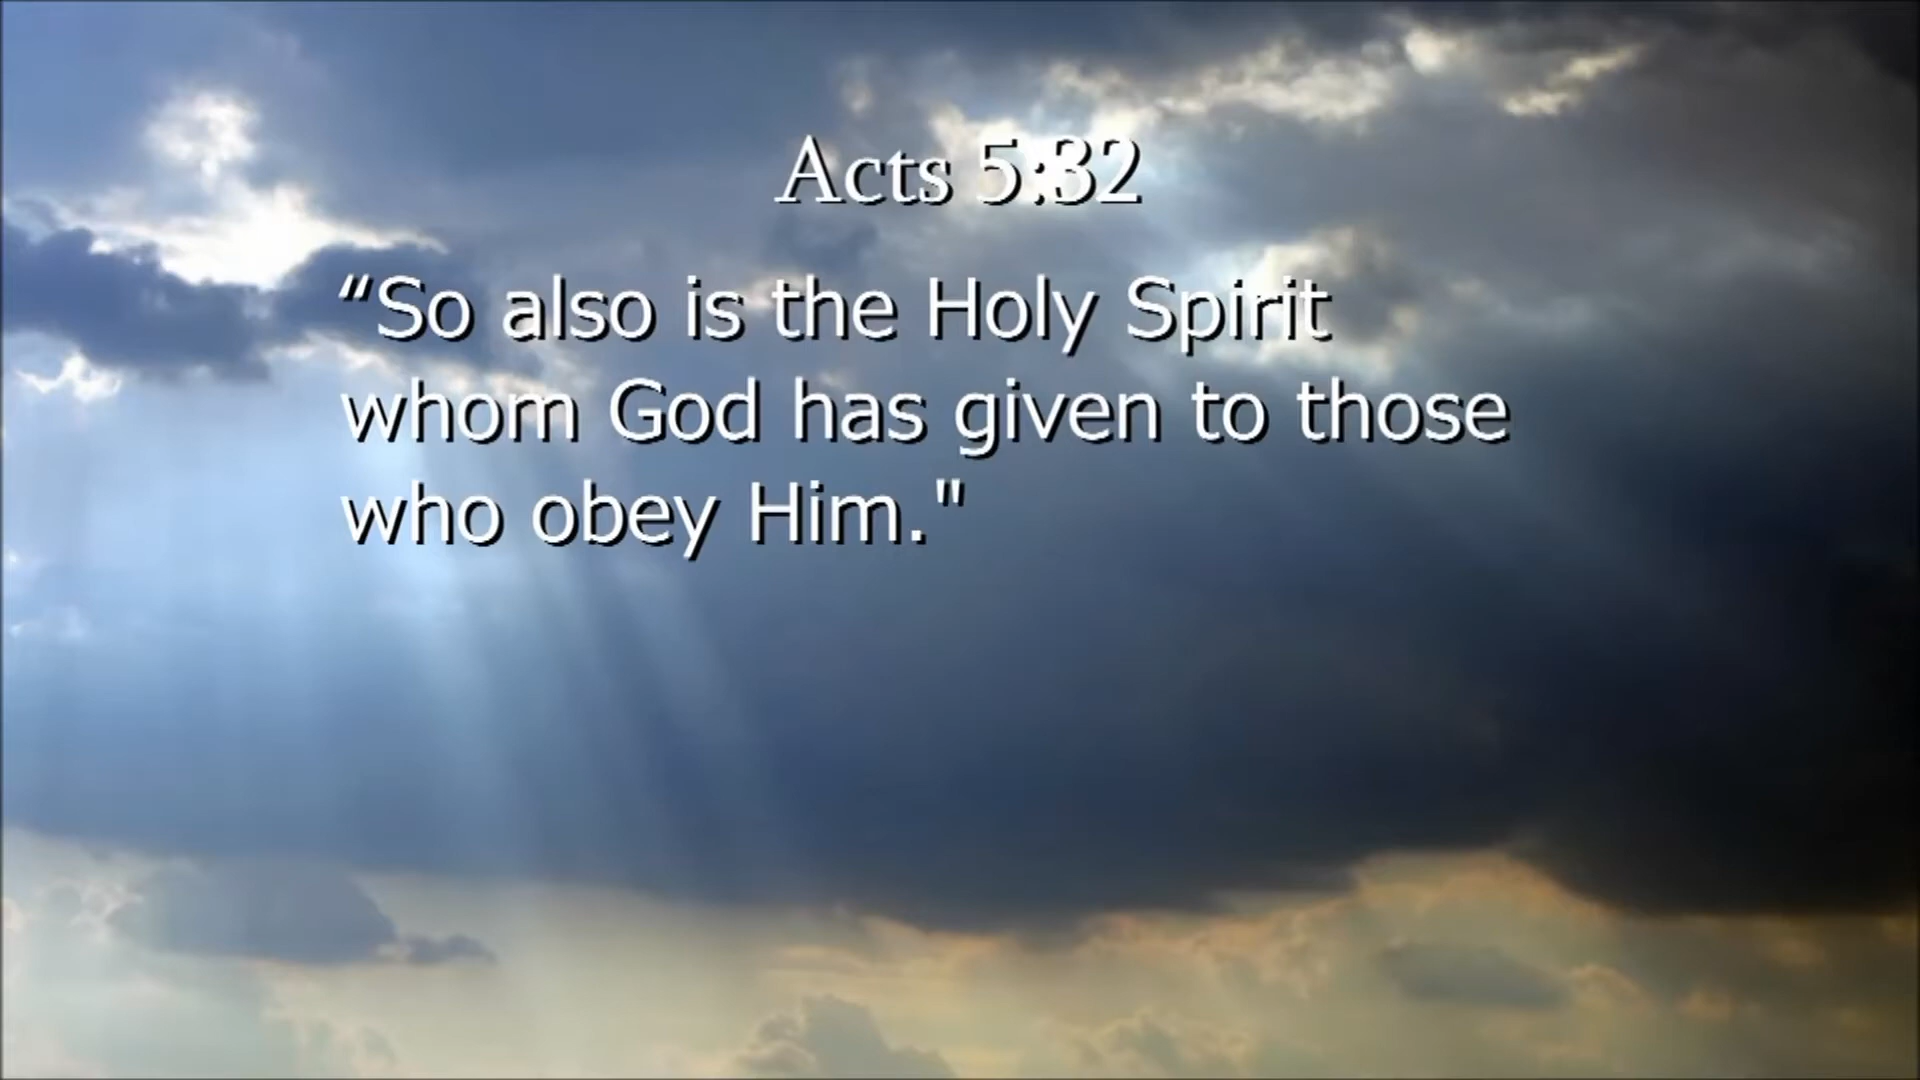 Acts 5:32
“So also is the Holy Spirit
whom God has given to those
who obey Him."